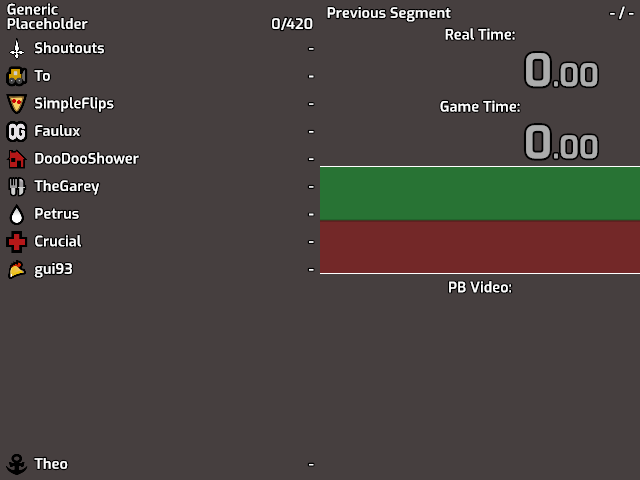 Generic
Placeholder
0/420
Shoutouts -
To -
SimpleFlips -
OG Faulux -
DooDooShower -
TheGarey -
Petrus -
Crucial -
gui93 -
Theo -
Previous Segment - / -
Real Time:
0.00
Game Time:
0.00
PB Video: